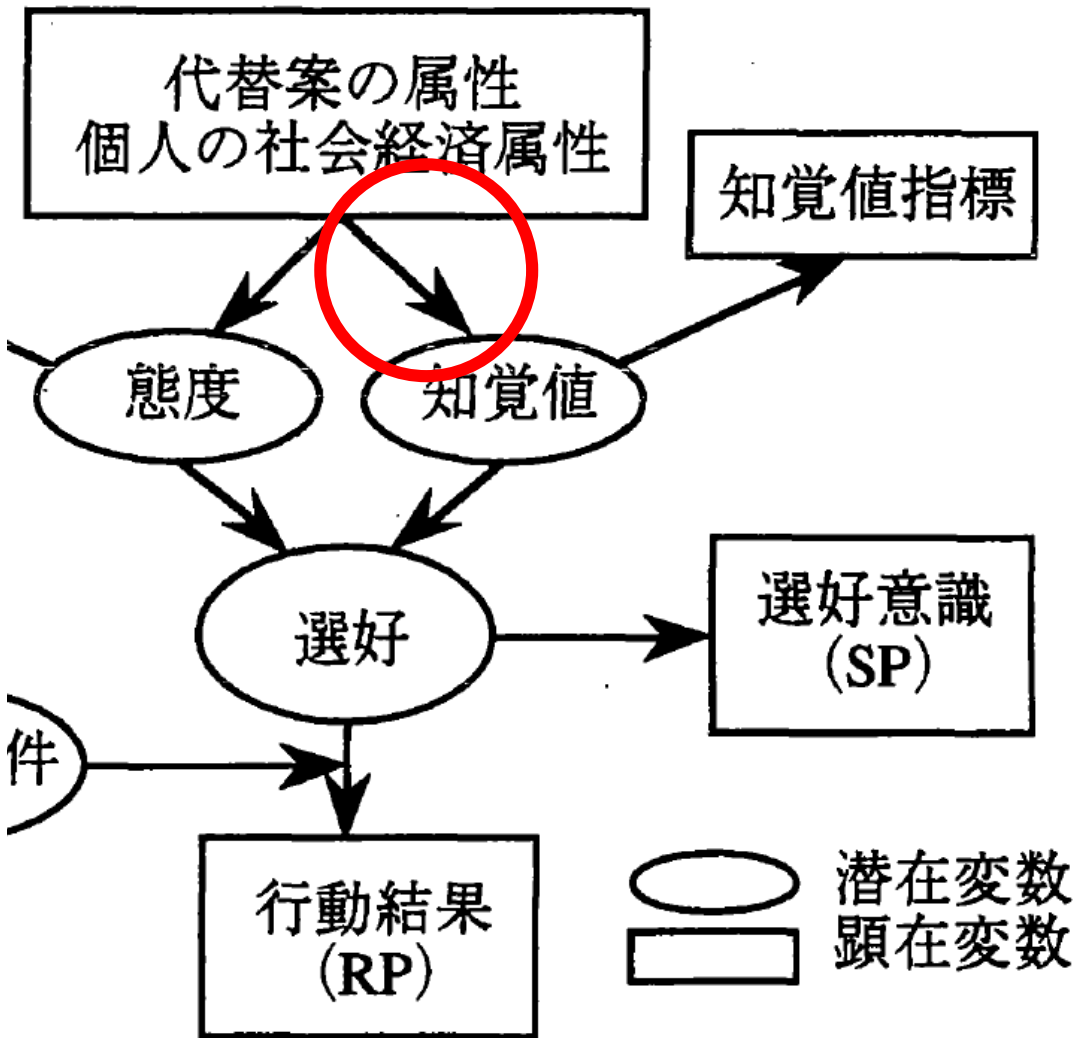 代替案の属性
個人の社会経済属性
知覚値指標
態度
知覚値
選好
選好意識
(SP)
件
行動結果
(RP)
潜在変数
顕在変数